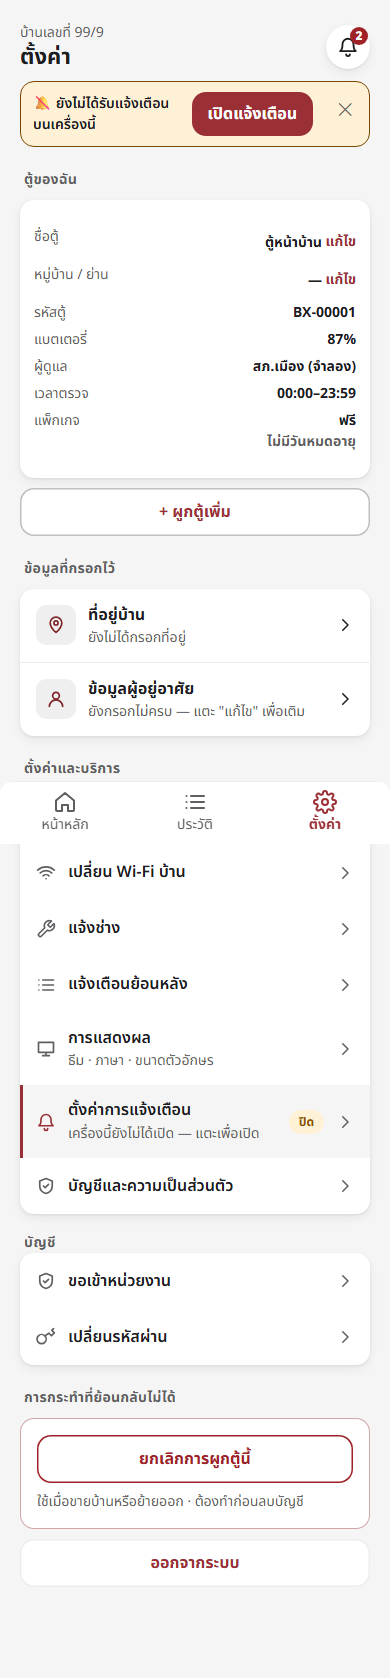 บ้านเลขที่ 99/9
ตั้งค่า
2
ยังไม่ได้รับแจ้งเตือน
บนเครื่องนี้
เปิดแจ้งเตือน
ตู้ของฉัน
ชื่อตู้
ตู้หน้าบ้าน แก้ไข
หมู่บ้าน / ย่าน
— แก้ไข
รหัสตู้
BX-00001
แบตเตอรี่
87%
ผู้ดูแล
สภ.เมือง (จำลอง)
เวลาตรวจ
00:00–23:59
แพ็กเกจ
ฟรี
ไม่มีวันหมดอายุ
+ ผูกตู้เพิ่ม
ข้อมูลที่กรอกไว้
ที่อยู่บ้าน
ยังไม่ได้กรอกที่อยู่
ข้อมูลผู้อยู่อาศัย
ยังกรอกไม่ครบ — แตะ "แก้ไข" เพื่อเติม
ตั้งค่าและบริการ
หน้าหลัก
ประวัติ
ตั้งค่า
เปลี่ยน Wi-Fi บ้าน
แจ้งช่าง
แจ้งเตือนย้อนหลัง
การแสดงผล
ธีม · ภาษา · ขนาดตัวอักษร
ตั้งค่าการแจ้งเตือน
เครื่องนี้ยังไม่ได้เปิด — แตะเพื่อเปิด
ปิด
บัญชีและความเป็นส่วนตัว
บัญชี
ขอเข้าหน่วยงาน
เปลี่ยนรหัสผ่าน
การกระทำที่ย้อนกลับไม่ได้
ยกเลิกการผูกตู้นี้
ใช้เมื่อขายบ้านหรือย้ายออก · ต้องทำก่อนลบบัญชี
ออกจากระบบ